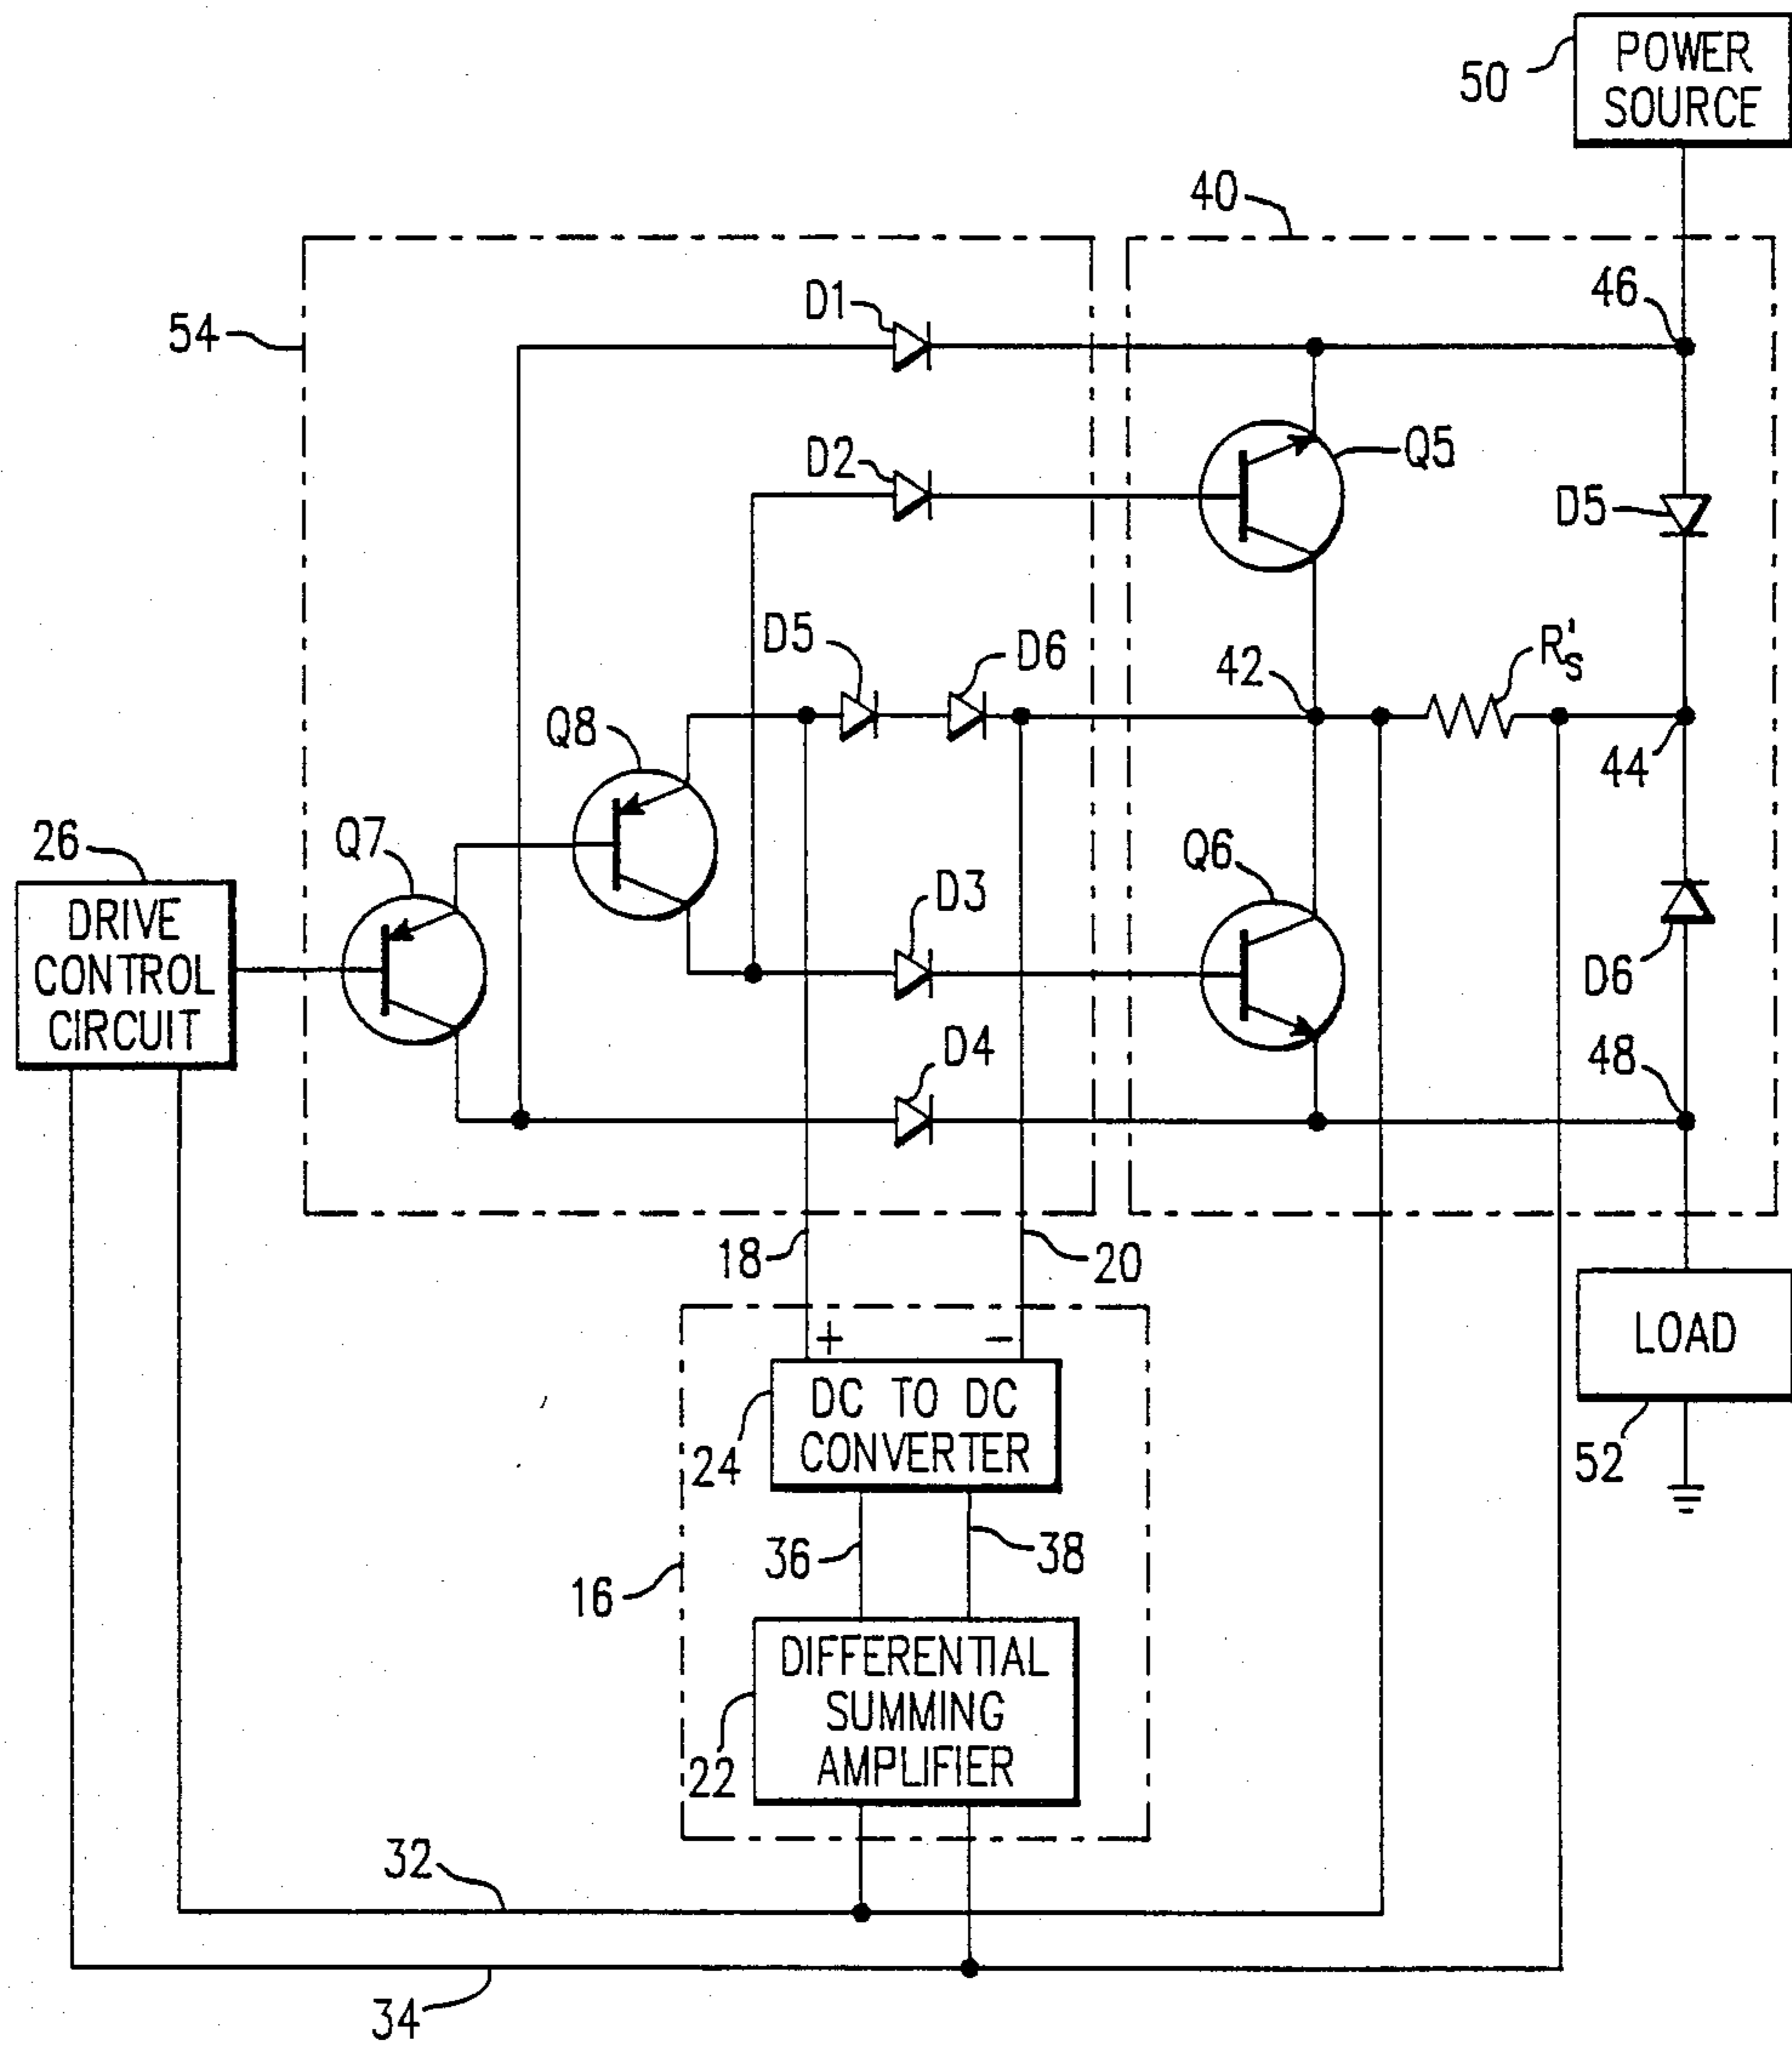 POWER
SOURCE
50
40
46
54
D1
D2
Q5
D5
D5
D6
42
R's
44
Q8
26
Q7
Q6
D3
D6
D4
48
DRIVE
CONTROL
CIRCUIT
18
20
+
−
DC TO DC
CONVERTER
24
LOAD
52
36
38
16
DIFFERENTIAL
SUMMING
AMPLIFIER
22
32
34